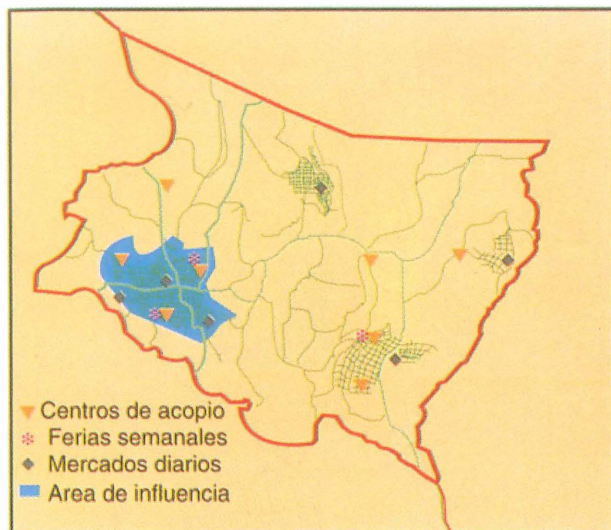 Centros de acopio
Ferias semanales
Mercados diarios
Area de influencia